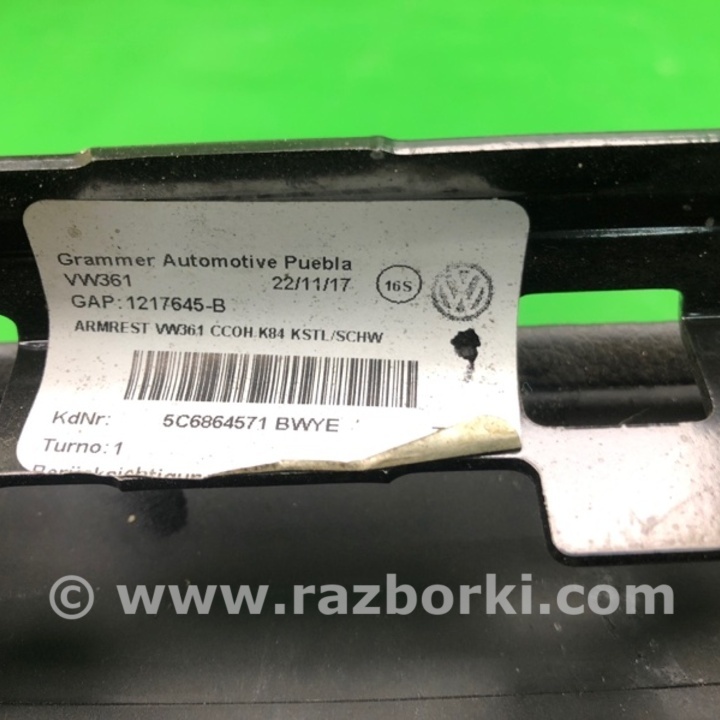 Grammer Automotive Puebla
VW361 22/11/17 16S
GAP:1217645-B
ARMREST VW361 CCOH.K84 KSTL/SCHW
KdNr: 5C6864571 BWYE
Turno:1
© www.razborki.com